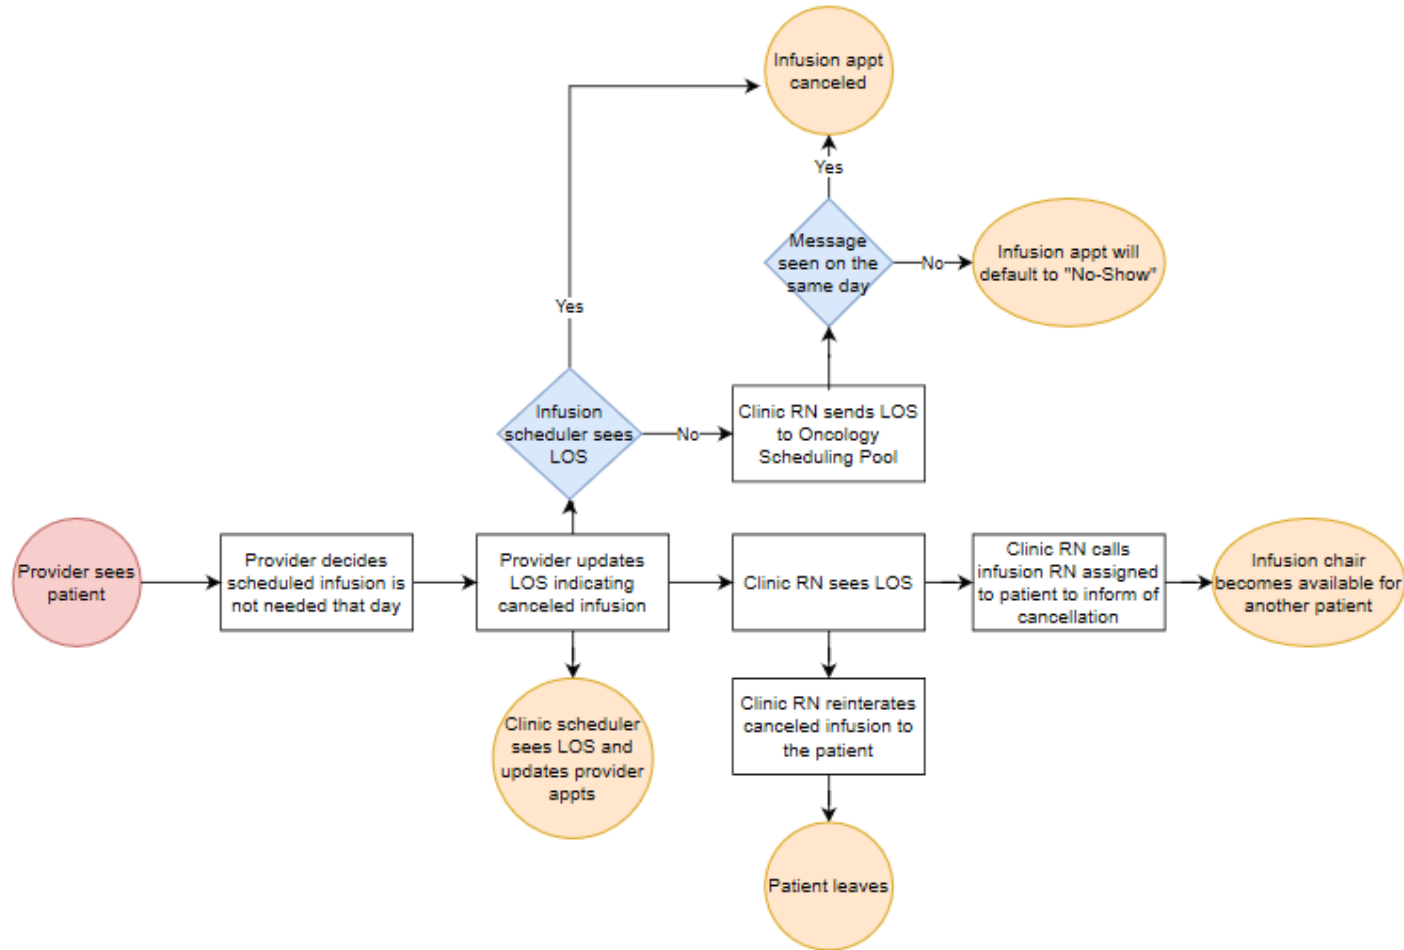 Infusion appt
canceled
Yes
Message
seen on the
same day
No
Infusion appt will
default to "No-Show"
Yes
Infusion
scheduler sees
LOS
No
Clinic RN sends LOS
to Oncology
Scheduling Pool
Provider sees
patient
Provider decides
scheduled infusion is
not needed that day
Provider updates
LOS indicating
canceled infusion
Clinic RN sees LOS
Clinic RN calls
infusion RN assigned
to patient to inform of
cancellation
Infusion chair
becomes available for
another patient
Clinic scheduler
sees LOS and
updates provider
appts
Clinic RN reinterates
canceled infusion to
the patient
Patient leaves